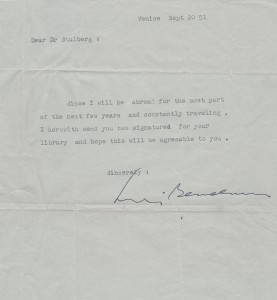 Venice Sept 20 51
Dear Dr Stulberg :
since I will be abroad for the most part
of the next few years and constantly traveling .
I herewith send you two signatured for your
library and hope this will be agreeable to you .
Sincerely :